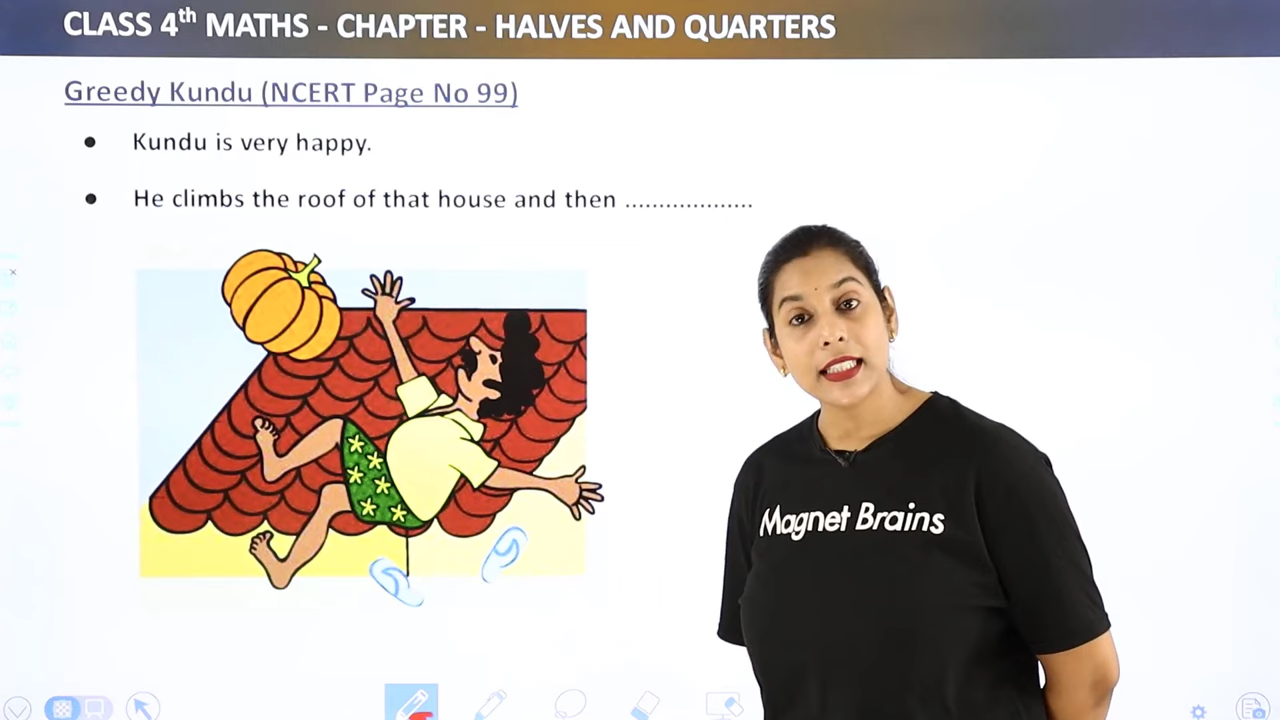 CLASS 4th MATHS - CHAPTER - HALVES AND QUARTERS
Greedy Kundu (NCERT Page No 99)
● Kundu is very happy.
● He climbs the roof of that house and then ...................
Magnet Brains